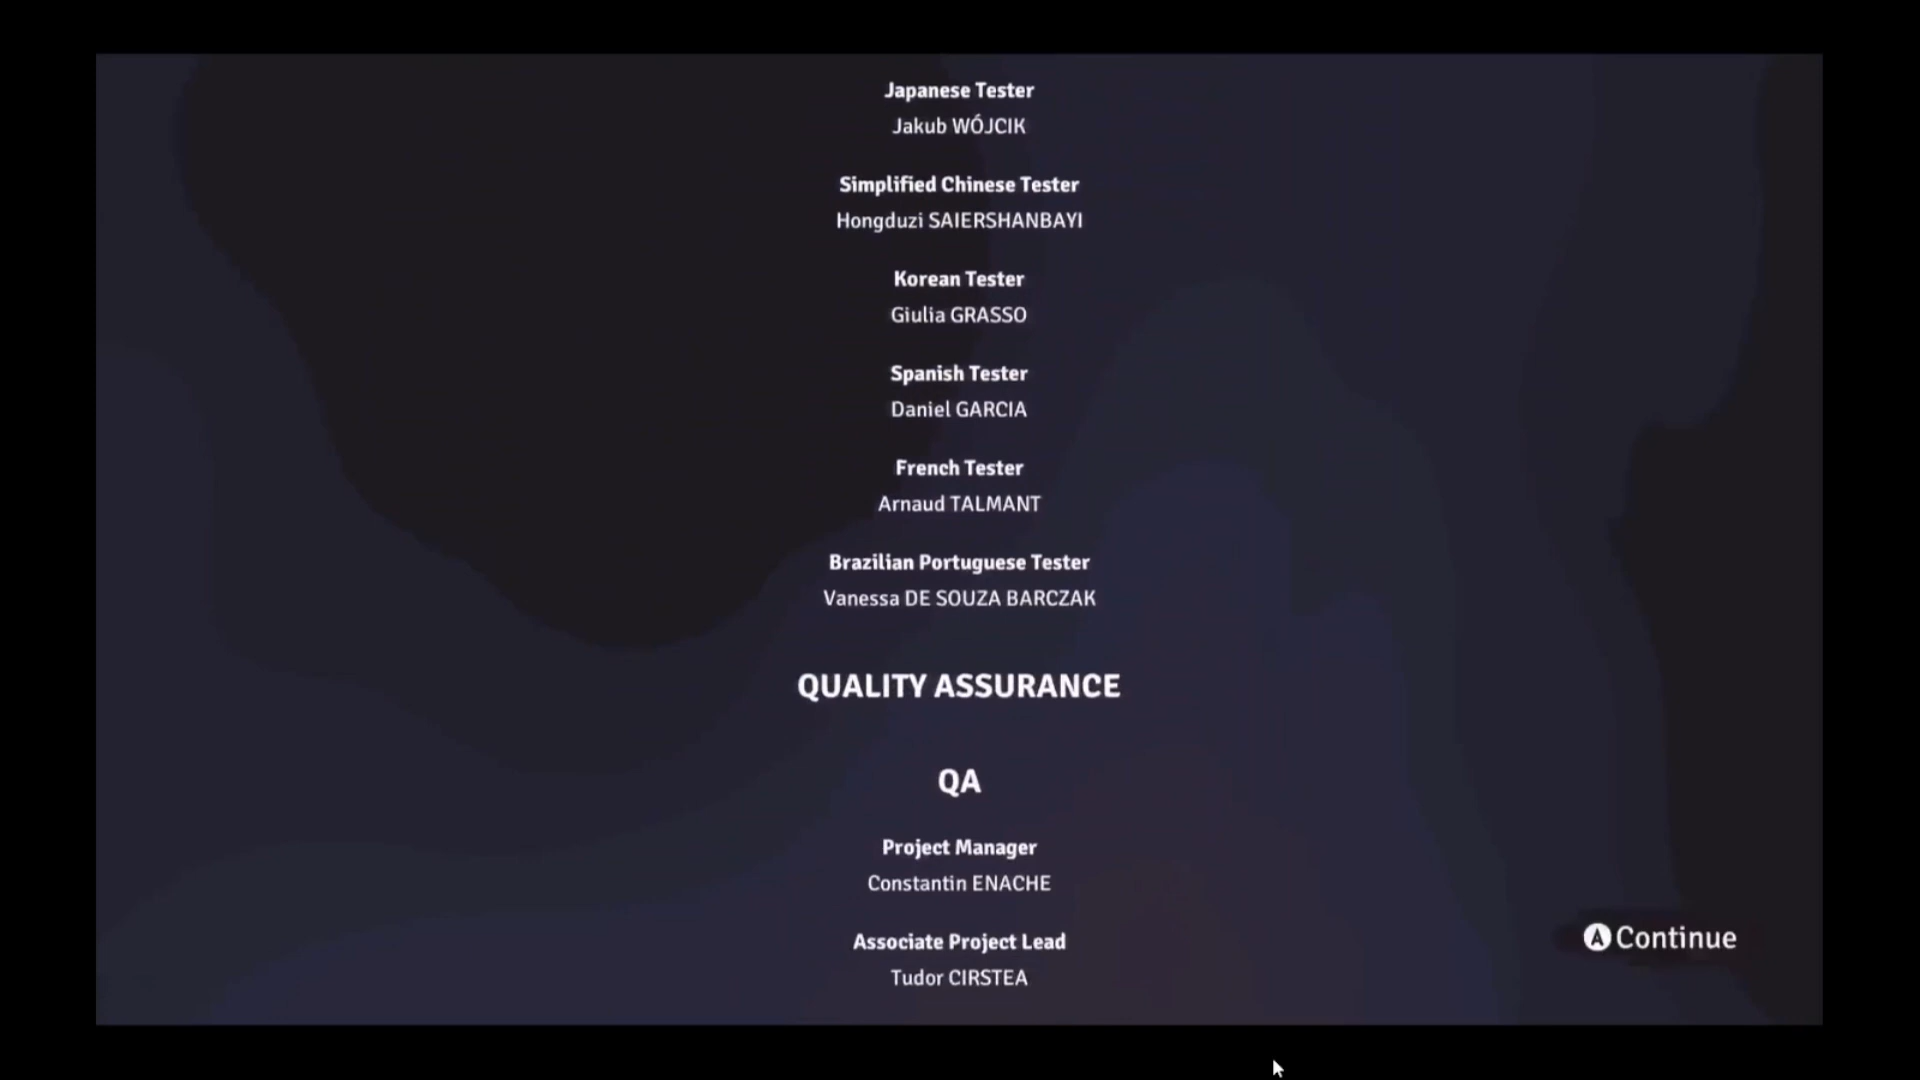 Japanese Tester
Jakub WÓJCIK
Simplified Chinese Tester
Hongduzi SAIERSHANBAYI
Korean Tester
Giulia GRASSO
Spanish Tester
Daniel GARCIA
French Tester
Arnaud TALMANT
Brazilian Portuguese Tester
Vanessa DE SOUZA BARCZAK
QUALITY ASSURANCE
QA
Project Manager
Constantin ENACHE
Associate Project Lead
Tudor CIRSTEA
A Continue